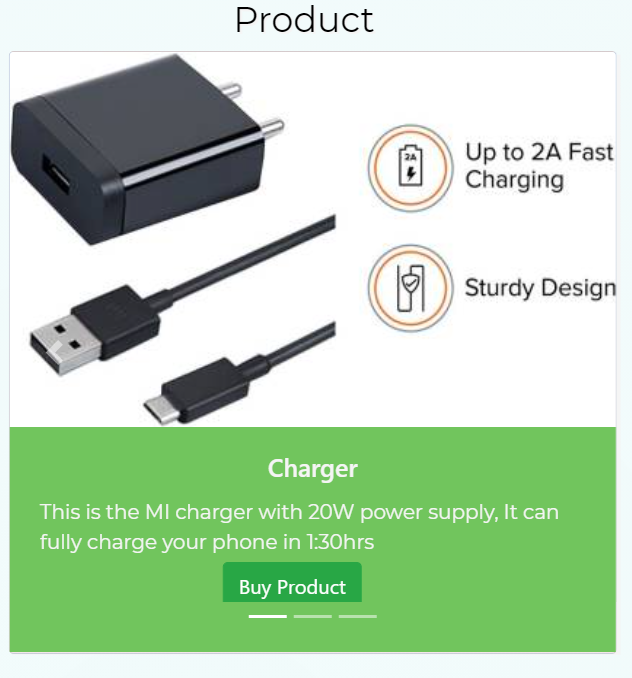 Product
2A
Up to 2A Fast
Charging
Sturdy Design
Charger
This is the MI charger with 20W power supply, It can
fully charge your phone in 1:30hrs
Buy Product